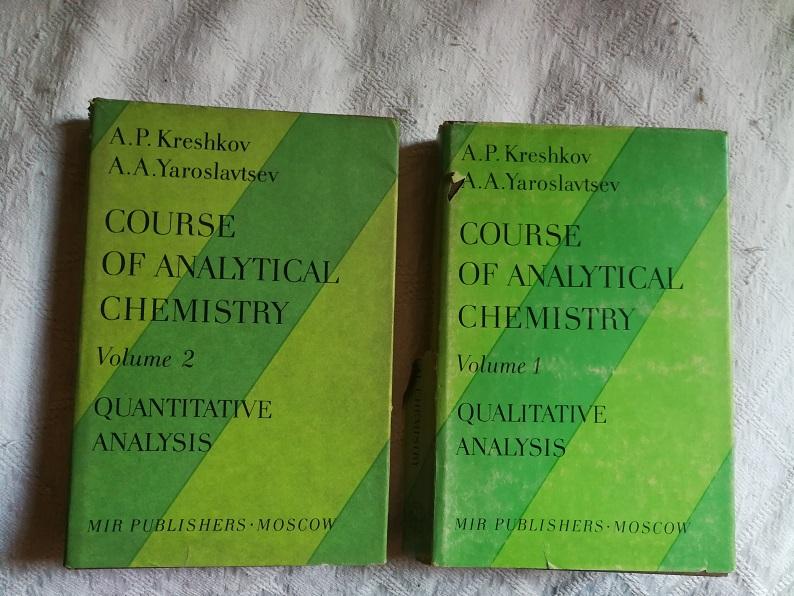 A.P. Kreshkov
A.A.Yaroslavtsev
COURSE
OF ANALYTICAL
CHEMISTRY
Volume 2
QUANTITATIVE
ANALYSIS
MIR PUBLISHERS·MOSCOW
A.P. Kreshkov
A.A.Yaroslavtsev
COURSE
OF ANALYTICAL
CHEMISTRY
Volume 1
QUALITATIVE
ANALYSIS
MIR PUBLISHERS·MOSCOW